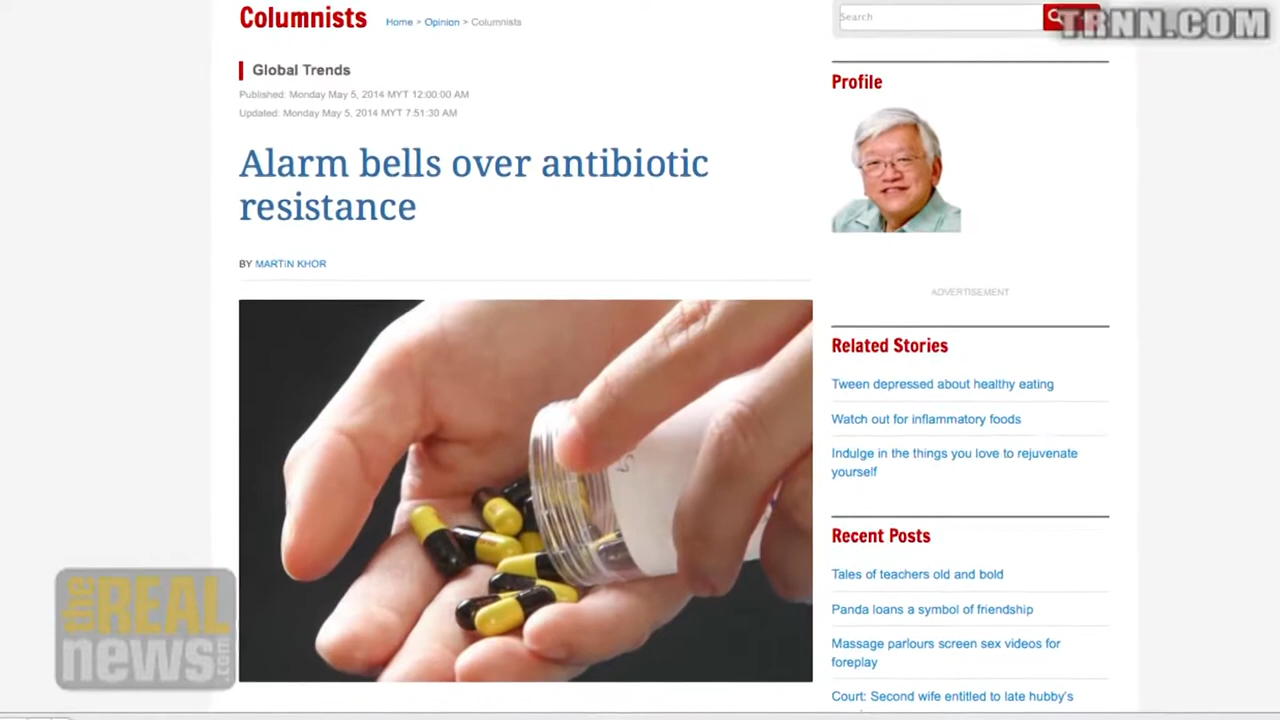 Columnists
Home > Opinion > Columnists
Search
TRNN.COM
Global Trends
Published: Monday May 5, 2014 MYT 12:00:00 AM
Updated: Monday May 5, 2014 MYT 7:51:30 AM
Alarm bells over antibiotic
resistance
BY MARTIN KHOR
Profile
ADVERTISEMENT
Related Stories
Tween depressed about healthy eating
Watch out for inflammatory foods
Indulge in the things you love to rejuvenate
yourself
Recent Posts
Tales of teachers old and bold
Panda loans a symbol of friendship
Massage parlours screen sex videos for
foreplay
Court: Second wife entitled to late hubby's
the REAL
news.com